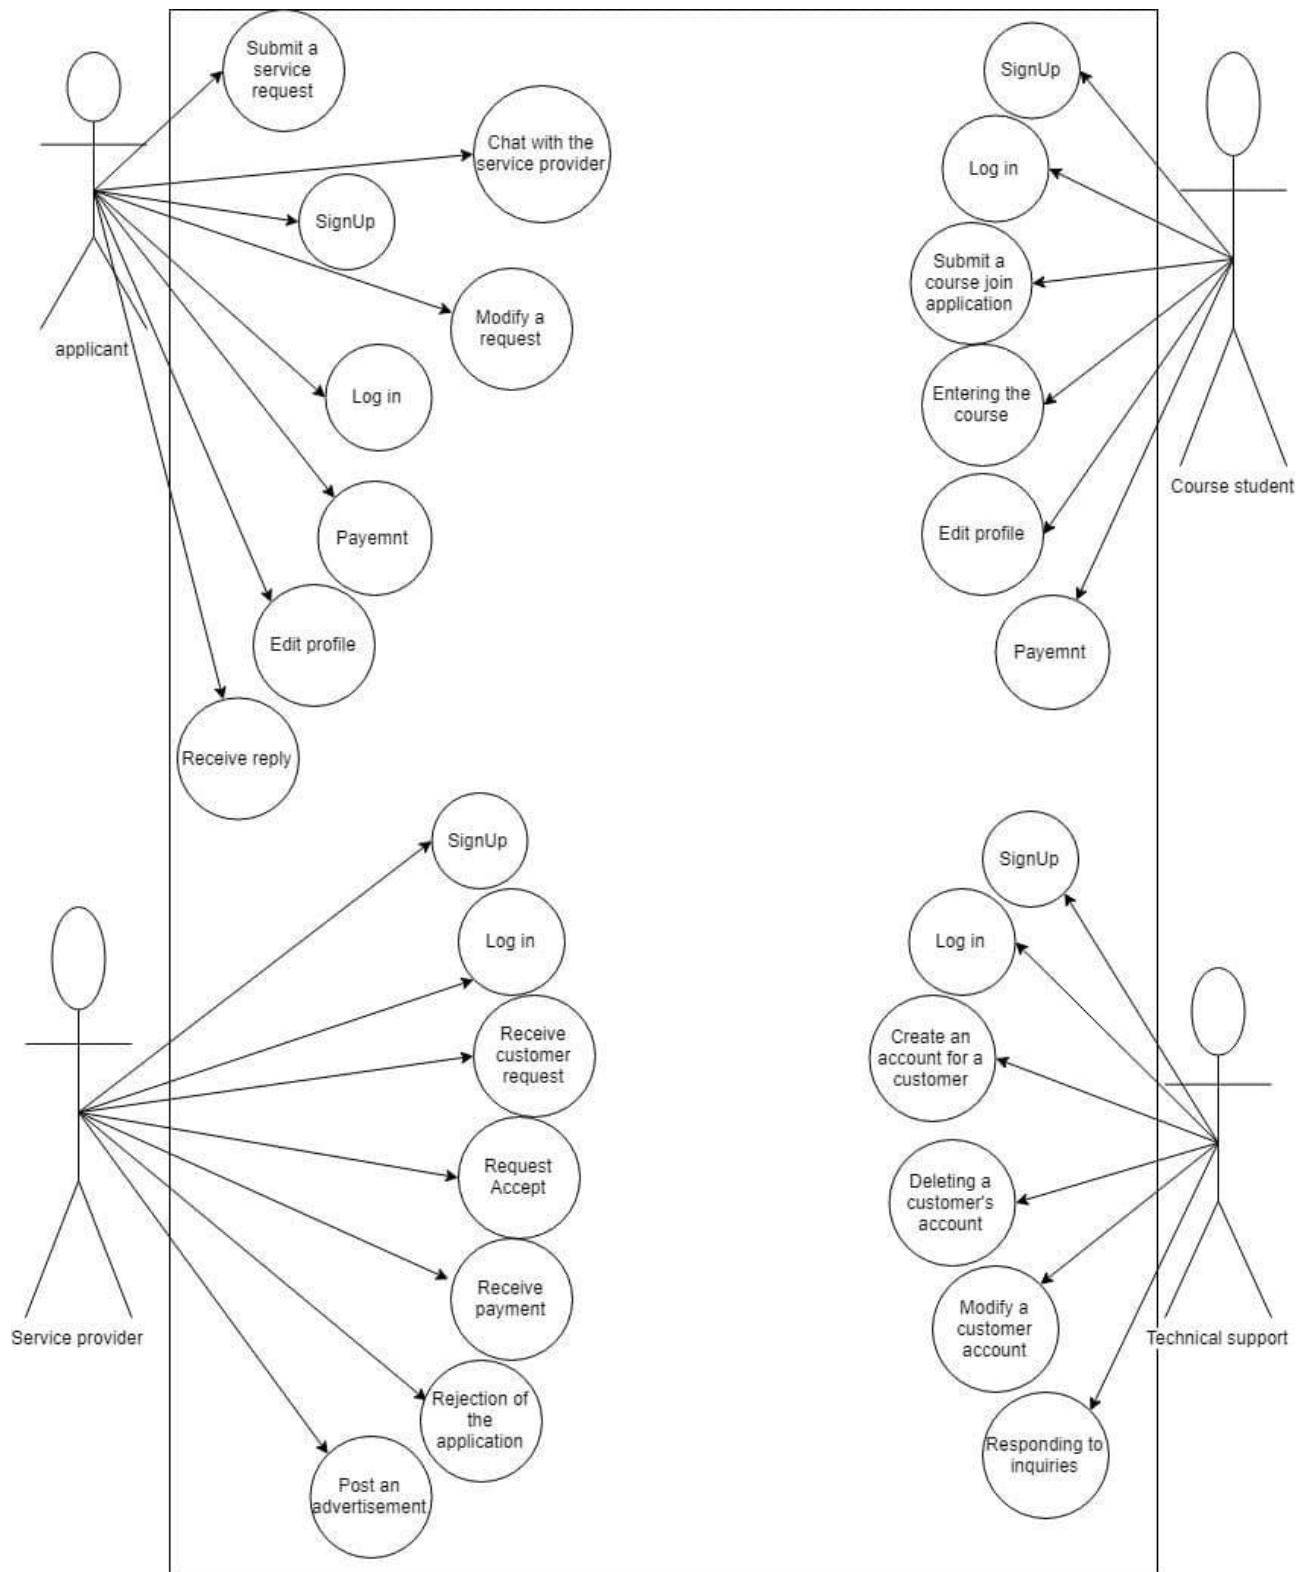 Submit a
service
request
Chat with the
service provider
SignUp
Modify a
request
applicant
Log in
Payemnt
Edit profile
Receive reply
SignUp
Log in
Submit a
course join
application
Entering the
course
Course student
Edit profile
Payemnt
SignUp
Log in
Receive
customer
request
Request
Accept
Receive
payment
Service provider
Rejection of
the
application
Post an
advertisement
SignUp
Log in
Create an
account for a
customer
Deleting a
customer's
account
Modify a
customer
account
Technical support
Responding to
inquiries